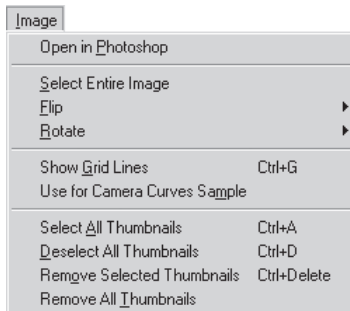 Image
Open in Photoshop
Select Entire Image
Flip
Rotate
Show Grid Lines Ctrl+G
Use for Camera Curves Sample
Select All Thumbnails Ctrl+A
Deselect All Thumbnails Ctrl+D
Remove Selected Thumbnails Ctrl+Delete
Remove All Thumbnails